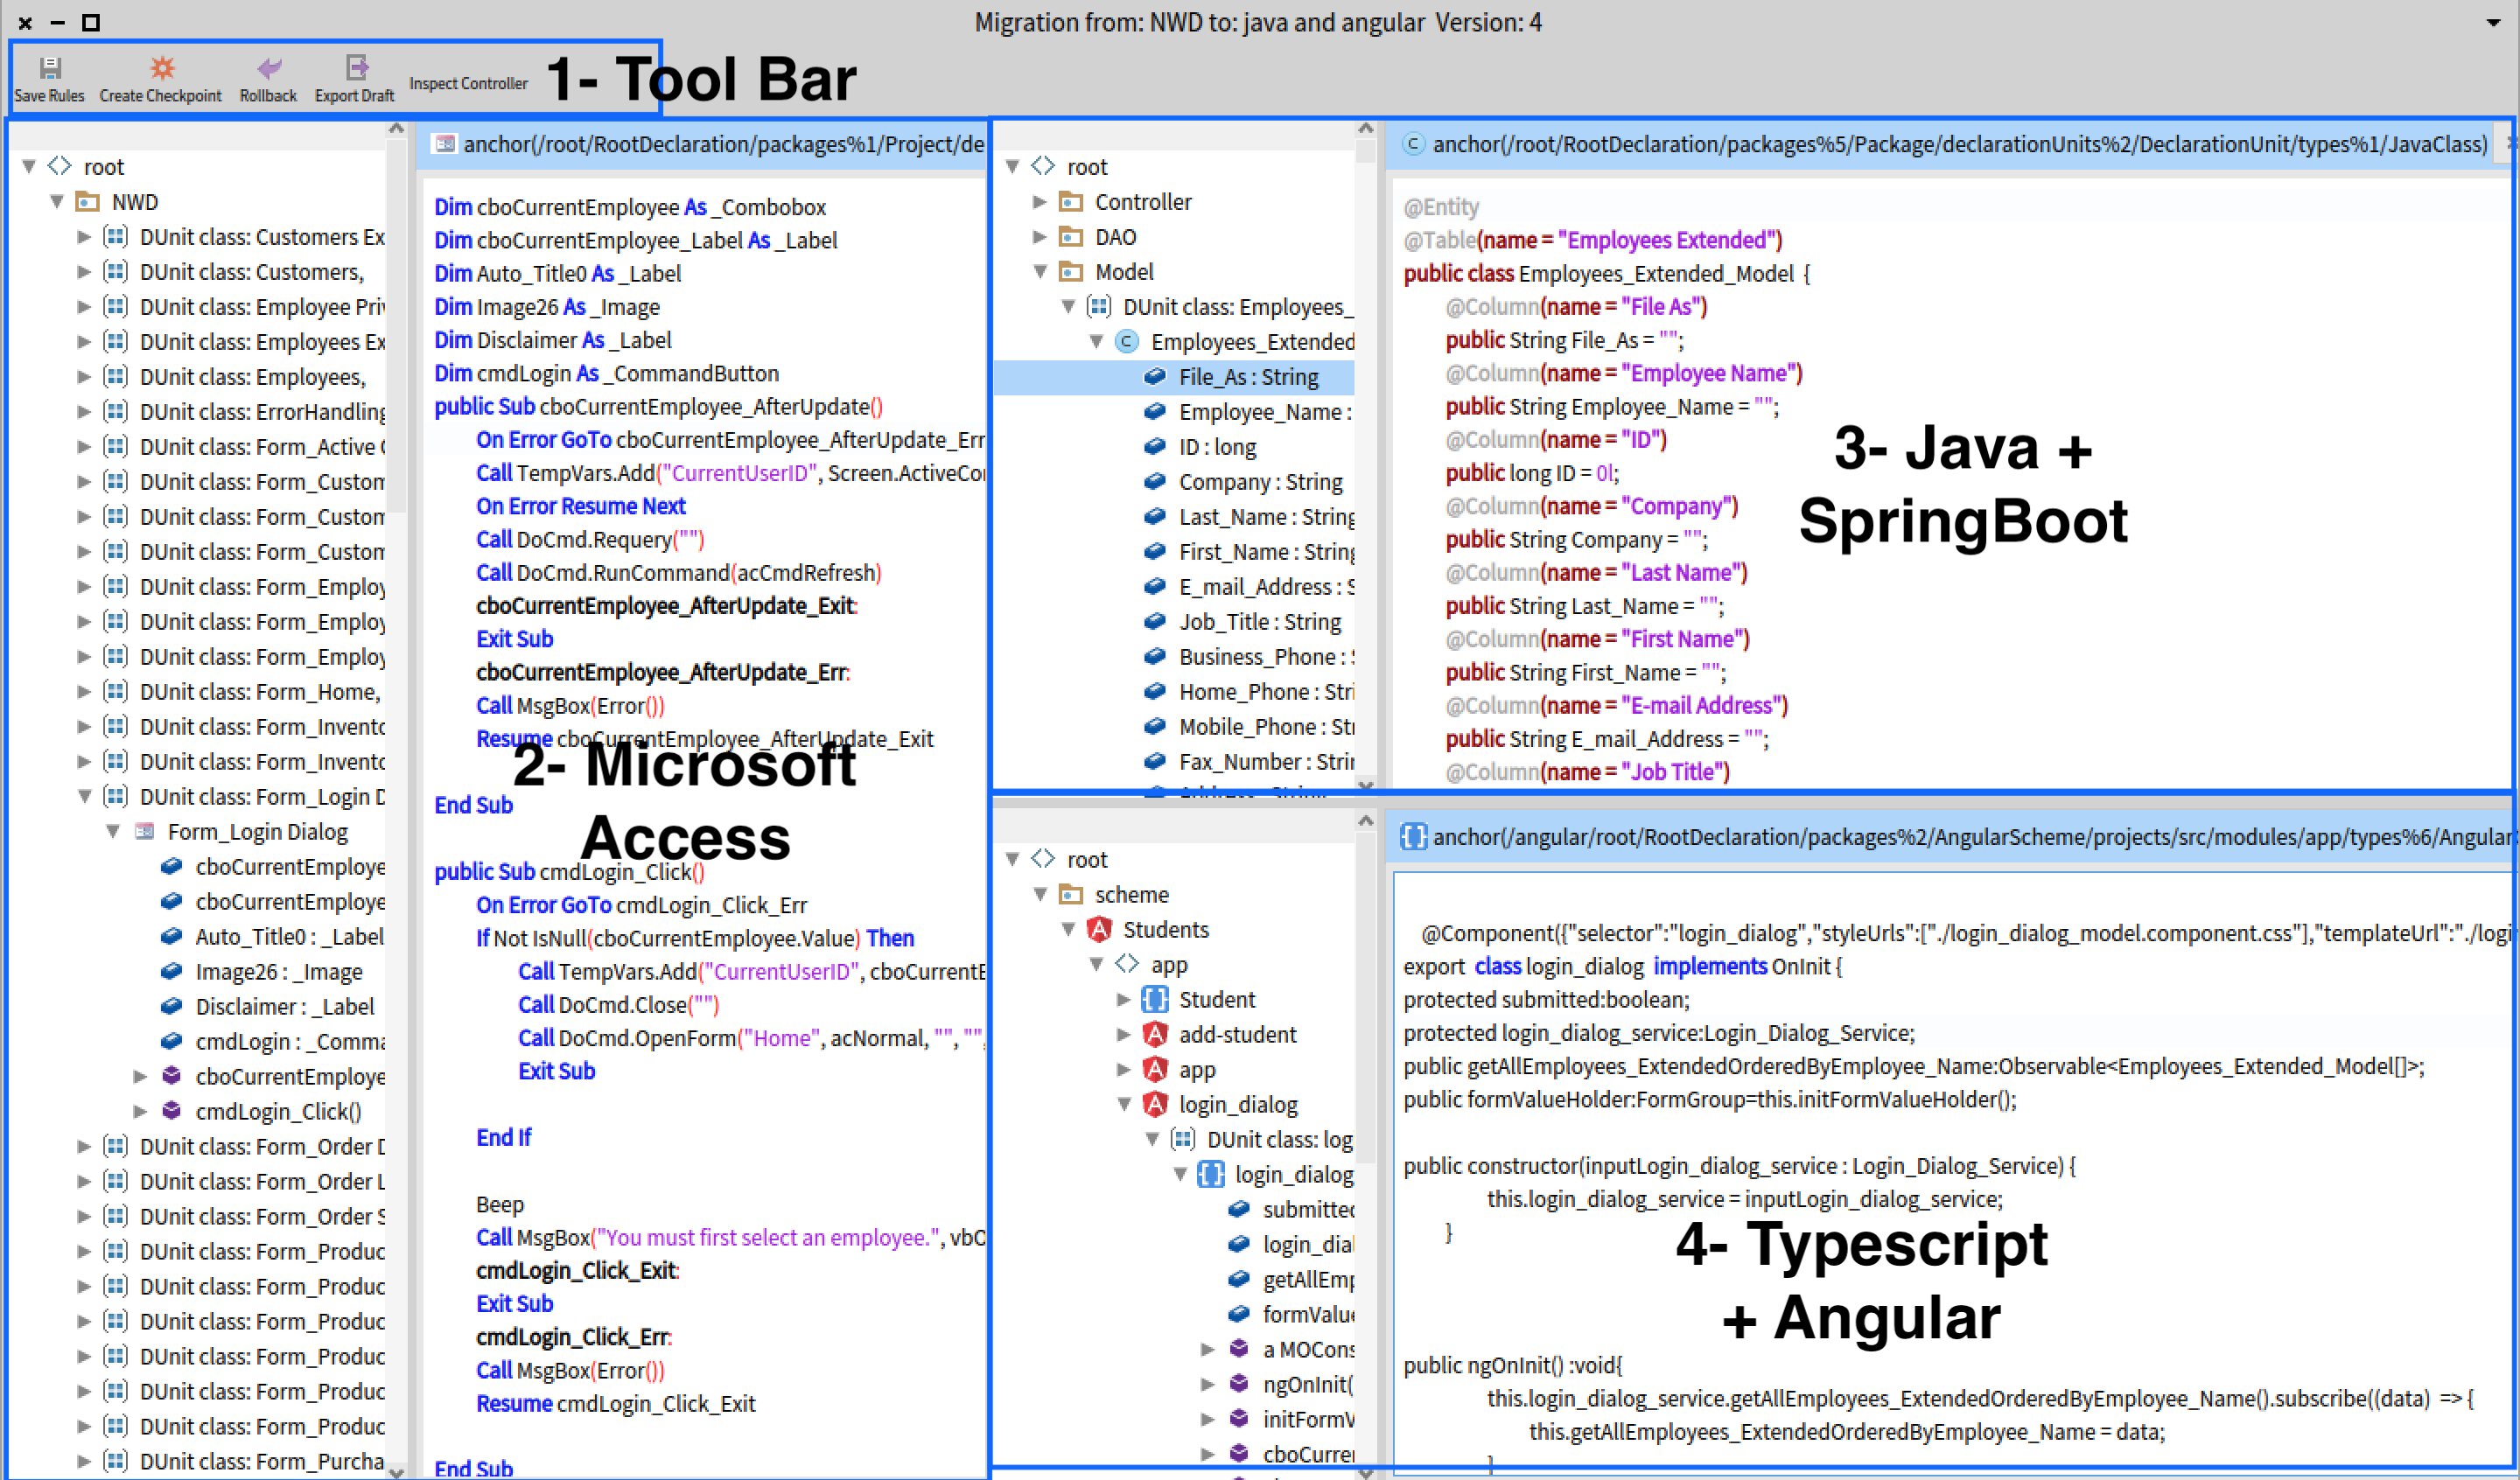 Migration from: NWD to: java and angular Version: 4
Save Rules
Create Checkpoint
Rollback
Export Draft
Inspect Controller
1- Tool Bar
root
NWD
DUnit class: Customers Ex
DUnit class: Customers,
DUnit class: Employee Priv
DUnit class: Employees Ex
DUnit class: Employees,
DUnit class: ErrorHandling
DUnit class: Form_Active
DUnit class: Form_Custom
DUnit class: Form_Custom
DUnit class: Form_Custom
DUnit class: Form_Employ
DUnit class: Form_Employ
DUnit class: Form_Employ
DUnit class: Form_Home,
DUnit class: Form_Invento
DUnit class: Form_Invento
DUnit class: Form_Login D
Form_Login Dialog
cboCurrentEmploye
cboCurrentEmploye
Auto_Title0 : _Label
Image26 : _Image
Disclaimer : _Label
cmdLogin : _Comma
cboCurrentEmploye
cmdLogin_Click()
DUnit class: Form_Order D
DUnit class: Form_Order L
DUnit class: Form_Order S
DUnit class: Form_Produc
DUnit class: Form_Produc
DUnit class: Form_Produc
DUnit class: Form_Produc
DUnit class: Form_Produc
DUnit class: Form_Produc
DUnit class: Form_Purcha
anchor(/root/RootDeclaration/packages%1/Project/de
Dim cboCurrentEmployee As _Combobox
Dim cboCurrentEmployee_Label As _Label
Dim Auto_Title0 As _Label
Dim Image26 As _Image
Dim Disclaimer As _Label
Dim cmdLogin As _CommandButton
public Sub cboCurrentEmployee_AfterUpdate()
On Error GoTo cboCurrentEmployee_AfterUpdate_Err
Call TempVars.Add("CurrentUserID", Screen.ActiveCo
On Error Resume Next
Call DoCmd.Requery("")
Call DoCmd.RunCommand(acCmdRefresh)
cboCurrentEmployee_AfterUpdate_Exit:
Exit Sub
cboCurrentEmployee_AfterUpdate_Err:
Call MsgBox(Error())
Resume cboCurrentEmployee_AfterUpdate_Exit
2- Microsoft
Access
End Sub
public Sub cmdLogin_Click()
On Error GoTo cmdLogin_Click_Err
If Not IsNull(cboCurrentEmployee.Value) Then
Call TempVars.Add("CurrentUserID", cboCurrentE
Call DoCmd.Close("")
Call DoCmd.OpenForm("Home", acNormal, "", "",
Exit Sub
End If
Beep
Call MsgBox("You must first select an employee.", vbO
cmdLogin_Click_Exit:
Exit Sub
cmdLogin_Click_Err:
Call MsgBox(Error())
Resume cmdLogin_Click_Exit
End Sub
root
Controller
DAO
Model
DUnit class: Employees_
Employees_Extended
File_As : String
Employee_Name :
ID : long
Company : String
Last_Name : String
First_Name : String
E_mail_Address : S
Job_Title : String
Business_Phone : S
Home_Phone : Stri
Mobile_Phone : Str
Fax_Number : Strin
anchor(/root/RootDeclaration/packages%5/Package/declarationUnits%2/DeclarationUnit/types%1/JavaClass)
@Entity
@Table(name = "Employees Extended")
public class Employees_Extended_Model {
@Column(name = "File As")
public String File_As = "";
@Column(name = "Employee Name")
public String Employee_Name = "";
@Column(name = "ID")
public long ID = 0l;
@Column(name = "Company")
public String Company = "";
@Column(name = "Last Name")
public String Last_Name = "";
@Column(name = "First Name")
public String First_Name = "";
@Column(name = "E-mail Address")
public String E_mail_Address = "";
@Column(name = "Job Title")
3- Java +
SpringBoot
root
scheme
Students
app
Student
add-student
app
login_dialog
DUnit class: log
login_dialog
submitted
login_dial
getAllEmp
formValue
a MOCons
ngOnInit(
initFormV
cboCurrer
anchor(/angular/root/RootDeclaration/packages%2/AngularScheme/projects/src/modules/app/types%6/Angular
@Component({"selector":"login_dialog","styleUrls":["./login_dialog_model.component.css"],"templateUrl":"./logi
export class login_dialog implements OnInit {
protected submitted:boolean;
protected login_dialog_service:Login_Dialog_Service;
public getAllEmployees_ExtendedOrderedByEmployee_Name:Observable<Employees_Extended_Model[]>;
public formValueHolder:FormGroup=this.initFormValueHolder();
public constructor(inputLogin_dialog_service : Login_Dialog_Service) {
this.login_dialog_service = inputLogin_dialog_service;
}
4- Typescript
+ Angular
public ngOnInit() :void{
this.login_dialog_service.getAllEmployees_ExtendedOrderedByEmployee_Name().subscribe((data) => {
this.getAllEmployees_ExtendedOrderedByEmployee_Name = data;
}